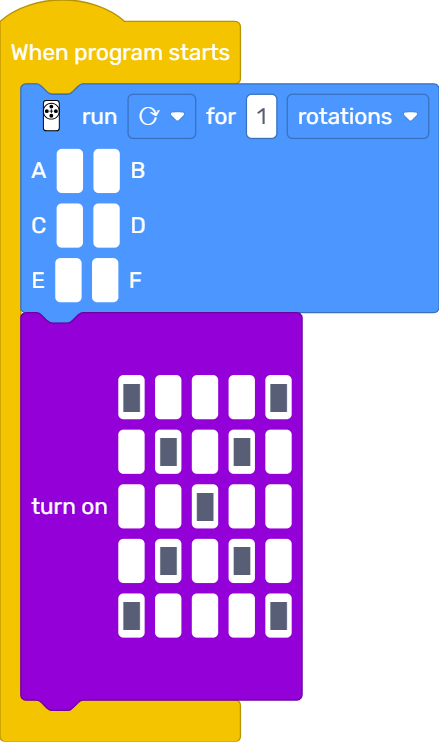 When program starts
run for 1 rotations
A B
C D
E F
turn on